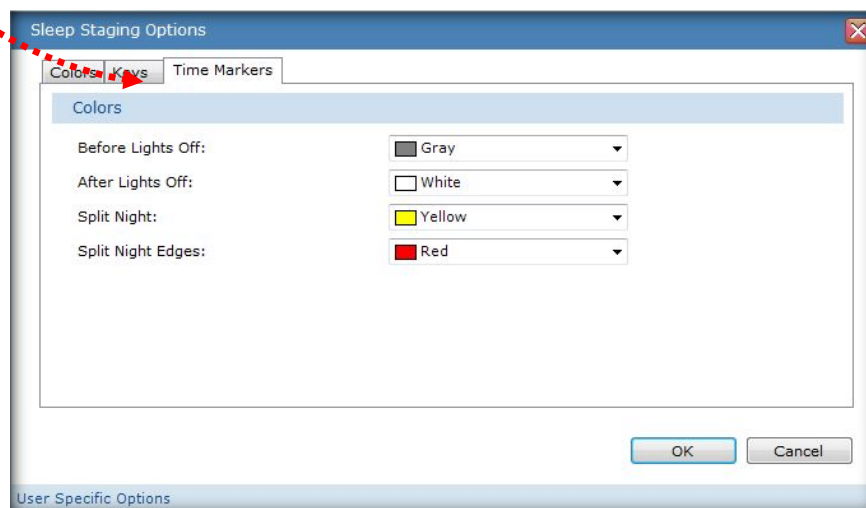 Sleep Staging Options
Colors Keys Time Markers
Colors
Before Lights Off: Gray
After Lights Off: White
Split Night: Yellow
Split Night Edges: Red
OK Cancel
User Specific Options